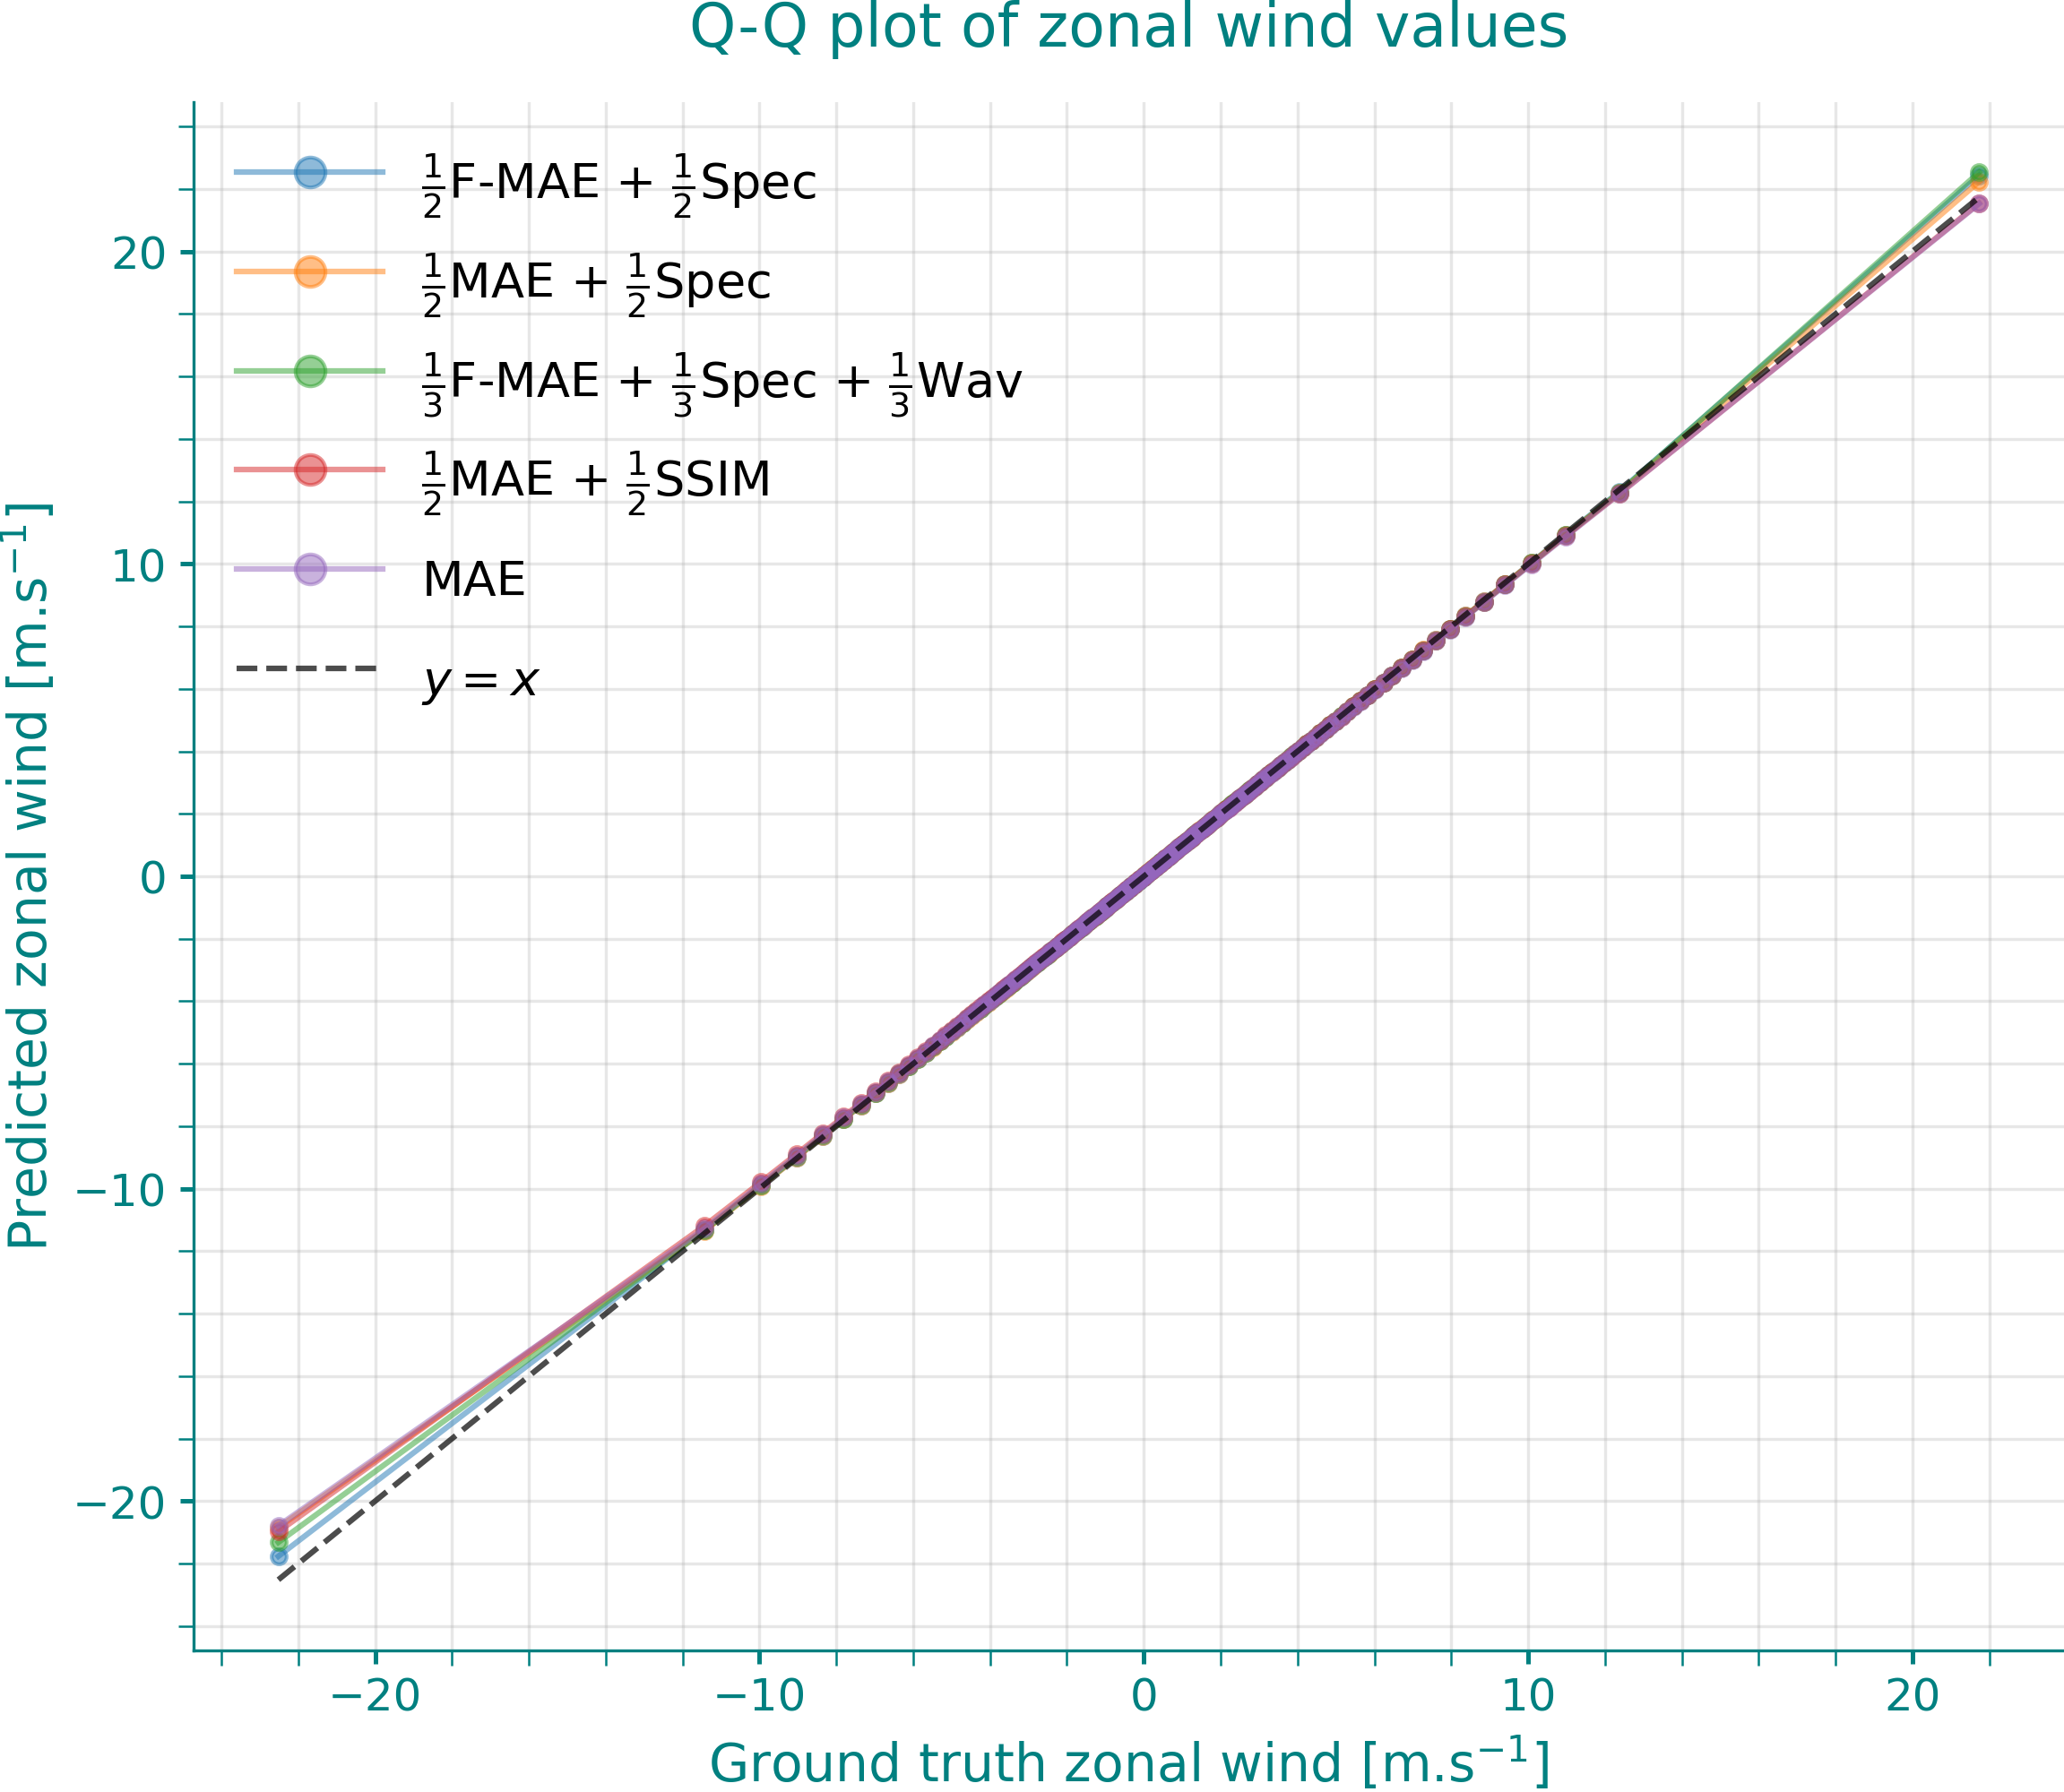 Q-Q plot of zonal wind values
½F-MAE + ½Spec
½MAE + ½Spec
⅓F-MAE + ⅓Spec + ⅓Wav
½MAE + ½SSIM
MAE
y = x
20
10
0
−10
−20
Predicted zonal wind [m.s⁻¹]
−20 −10 0 10 20
Ground truth zonal wind [m.s⁻¹]